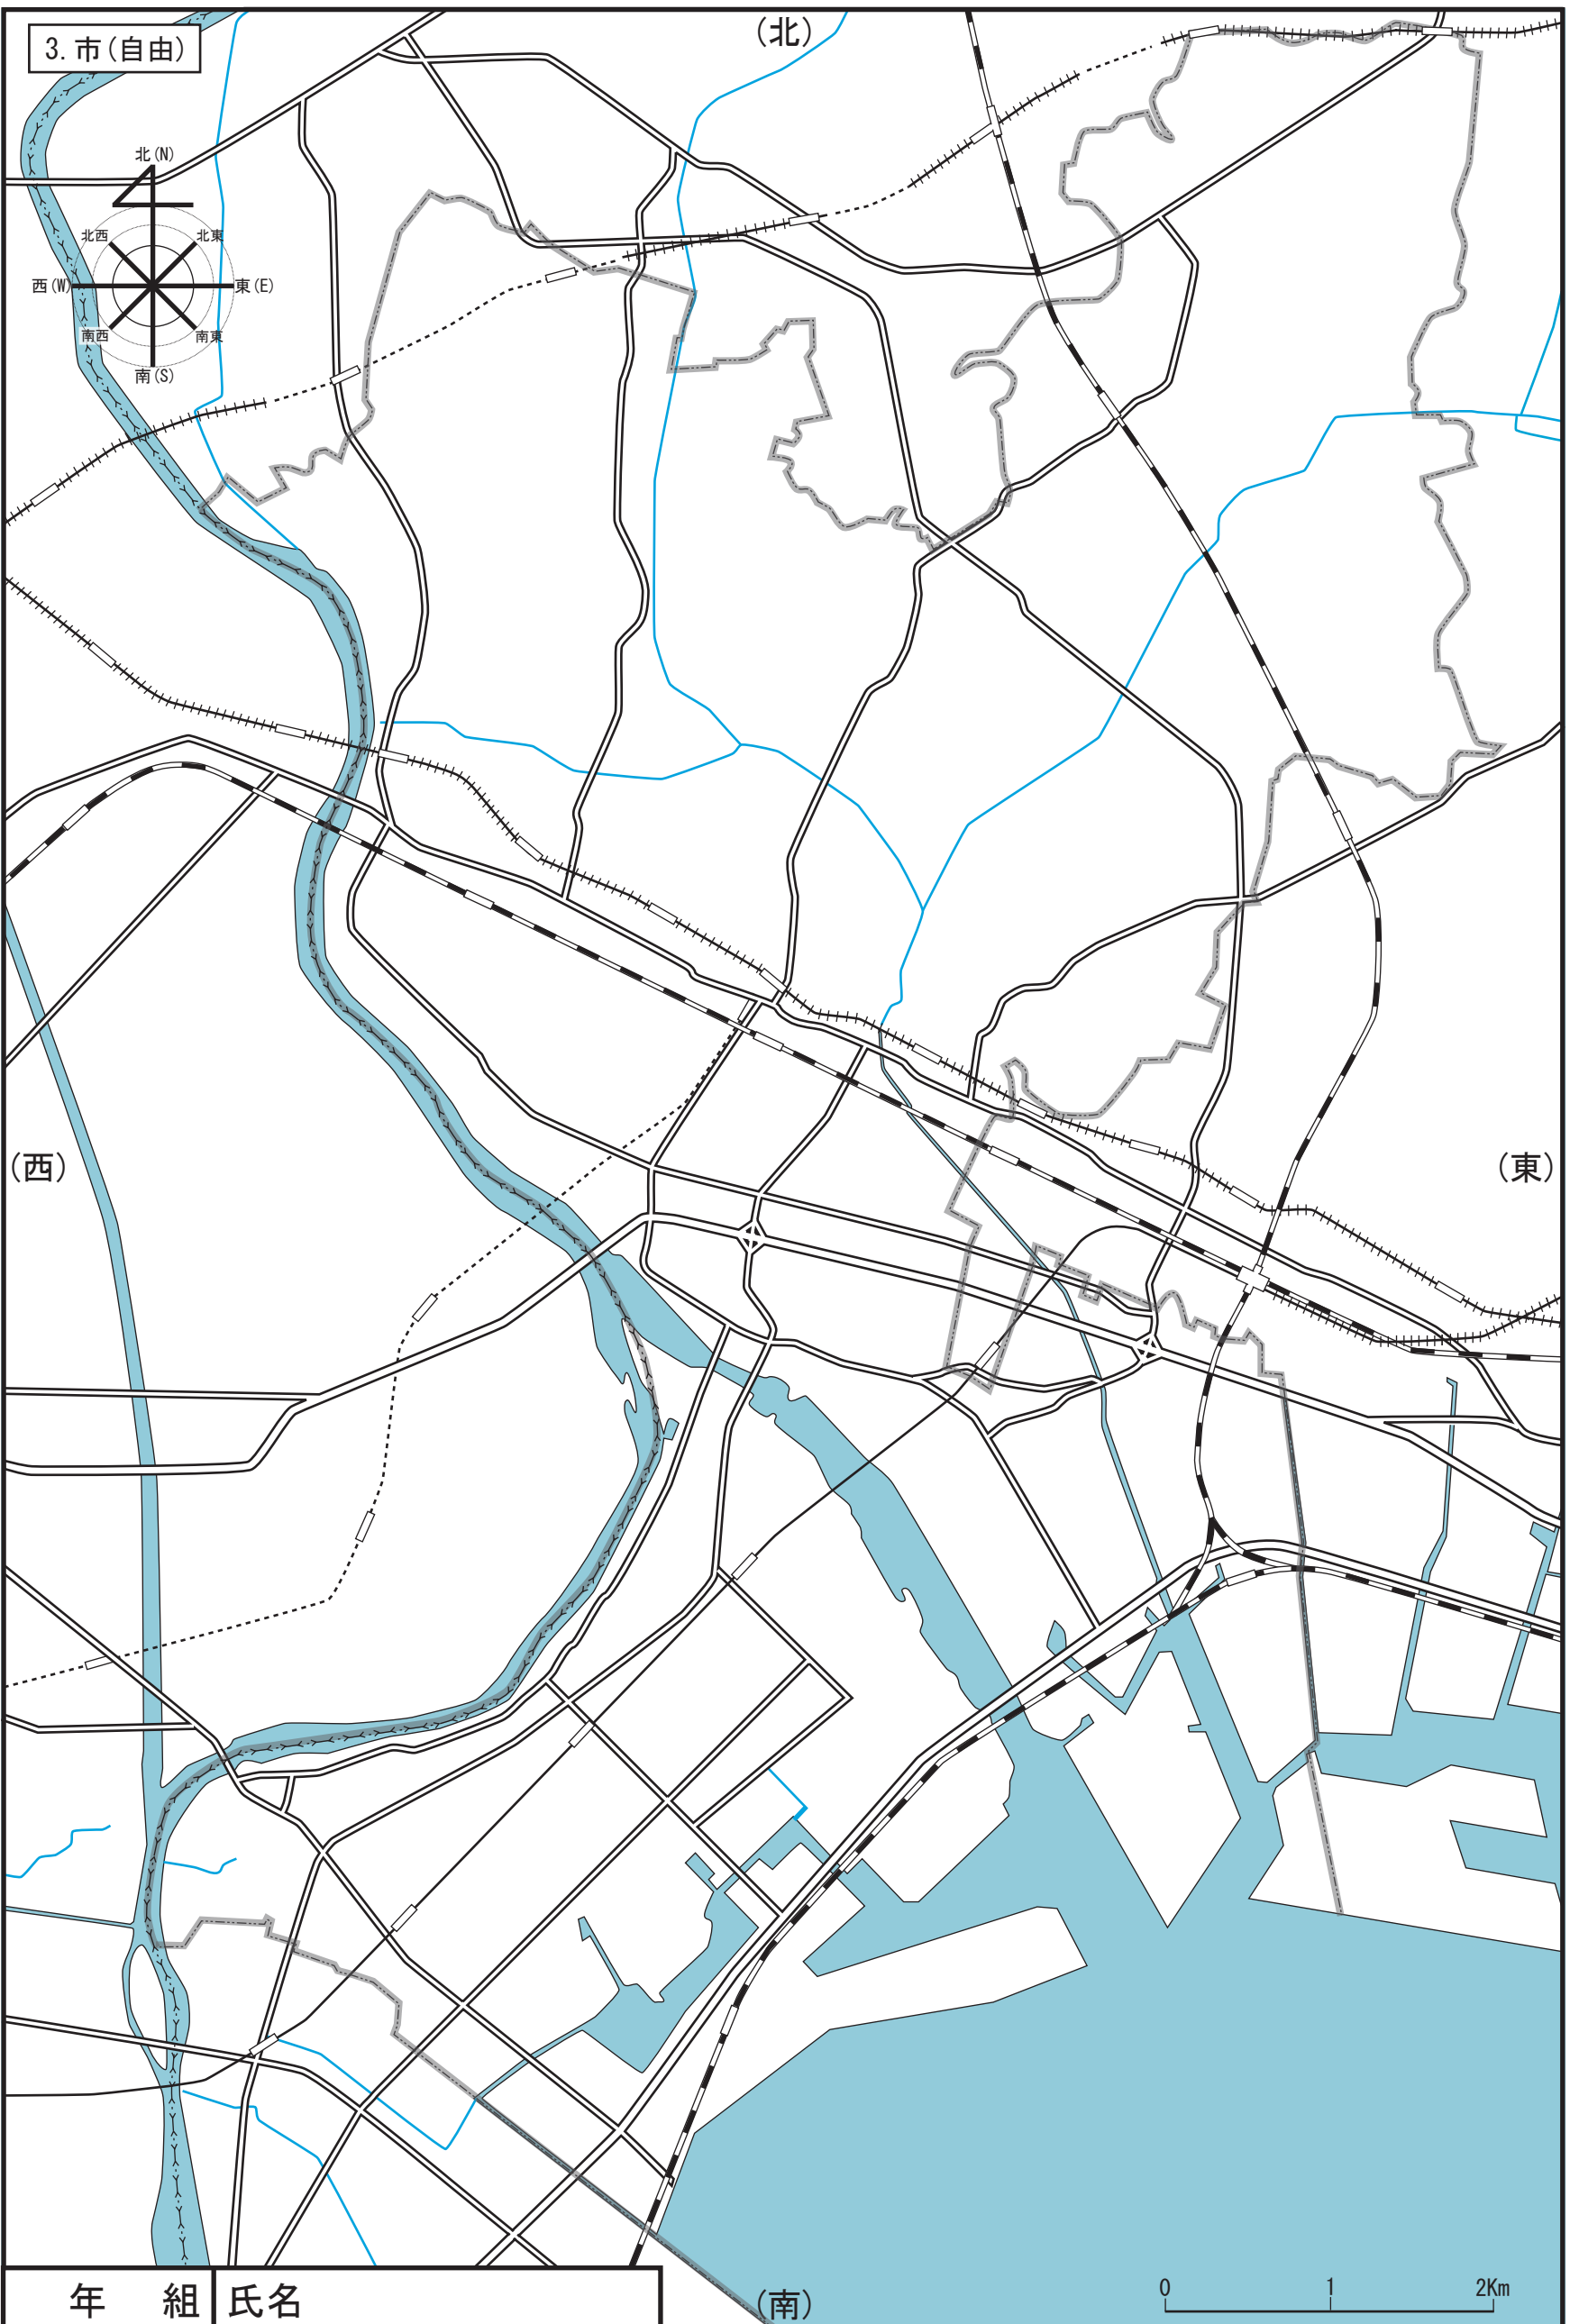 3. 市(自由)
(北)
北(N)
北西
北東
西(W)
東(E)
南西
南東
南(S)
(西)
(東)
年 組
氏名
(南)
0 1 2Km